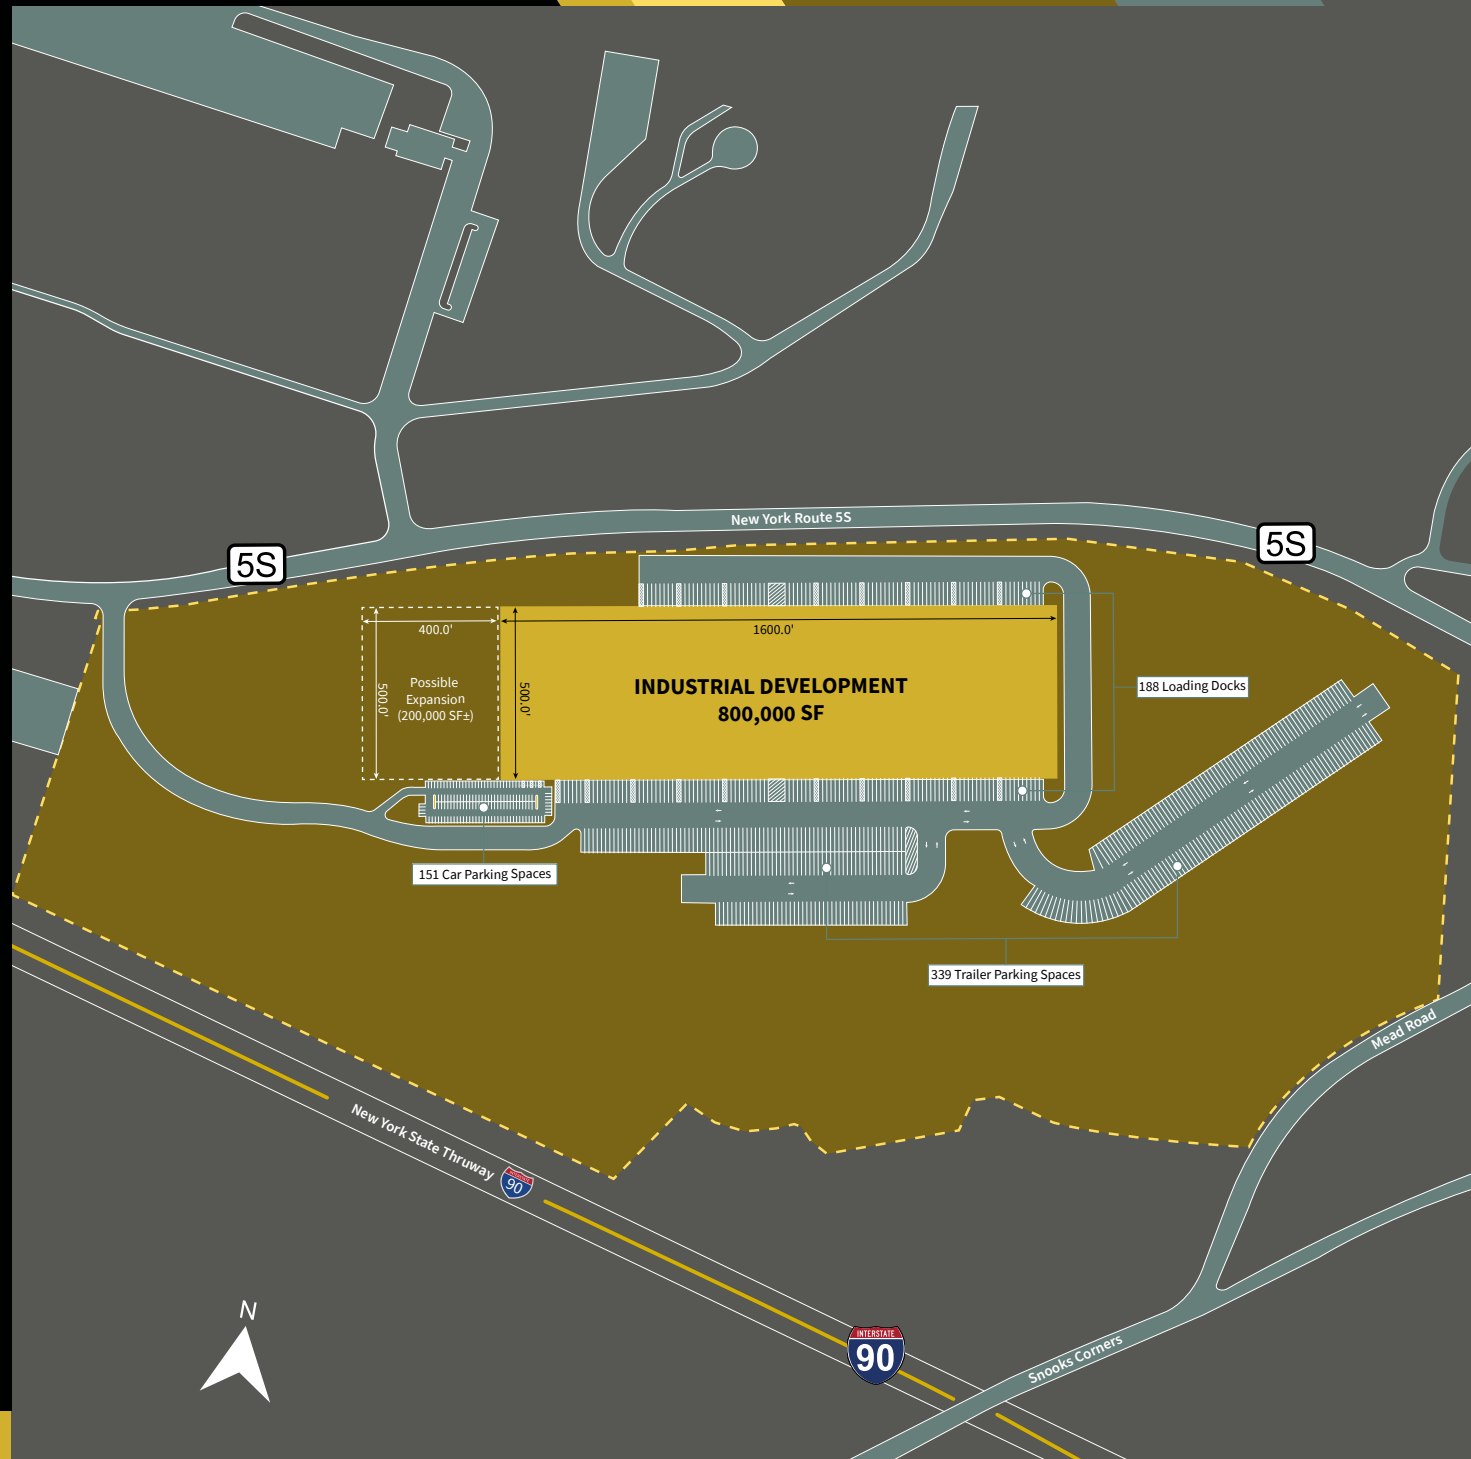 New York Route 5S
5S
5S
400.0'
1600.0'
500.0'
Possible
Expansion
(200,000 SF±)
500.0'
INDUSTRIAL DEVELOPMENT
800,000 SF
188 Loading Docks
151 Car Parking Spaces
339 Trailer Parking Spaces
Mead Road
New York State Thruway
90
N
INTERSTATE
90
Snooks Corners